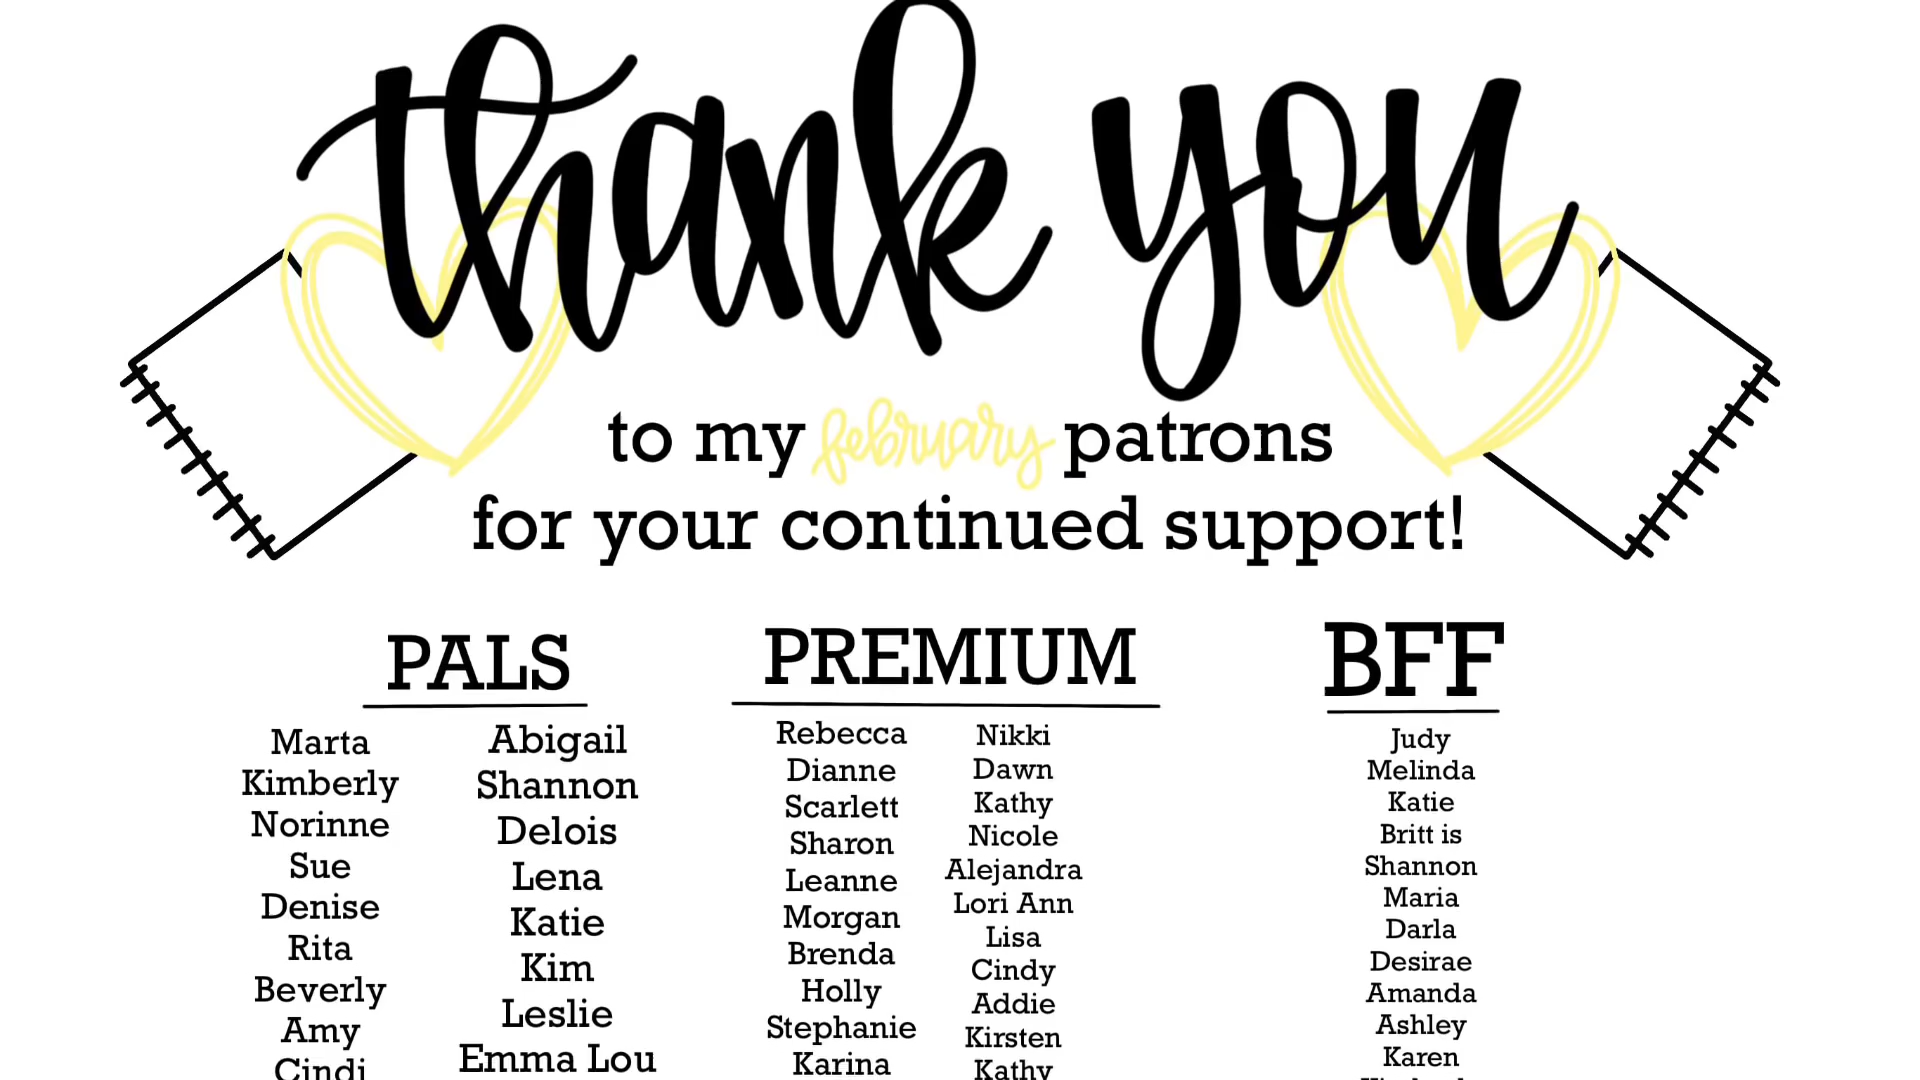 thank you
to my february patrons
for your continued support!
PALS
Marta
Kimberly
Norinne
Sue
Denise
Rita
Beverly
Amy
Cindi
Abigail
Shannon
Delois
Lena
Katie
Kim
Leslie
Emma Lou
PREMIUM
Rebecca
Dianne
Scarlett
Sharon
Leanne
Morgan
Brenda
Holly
Stephanie
Karina
Nikki
Dawn
Kathy
Nicole
Alejandra
Lori Ann
Lisa
Cindy
Addie
Kirsten
Kathy
BFF
Judy
Melinda
Katie
Britt is
Shannon
Maria
Darla
Desirae
Amanda
Ashley
Karen